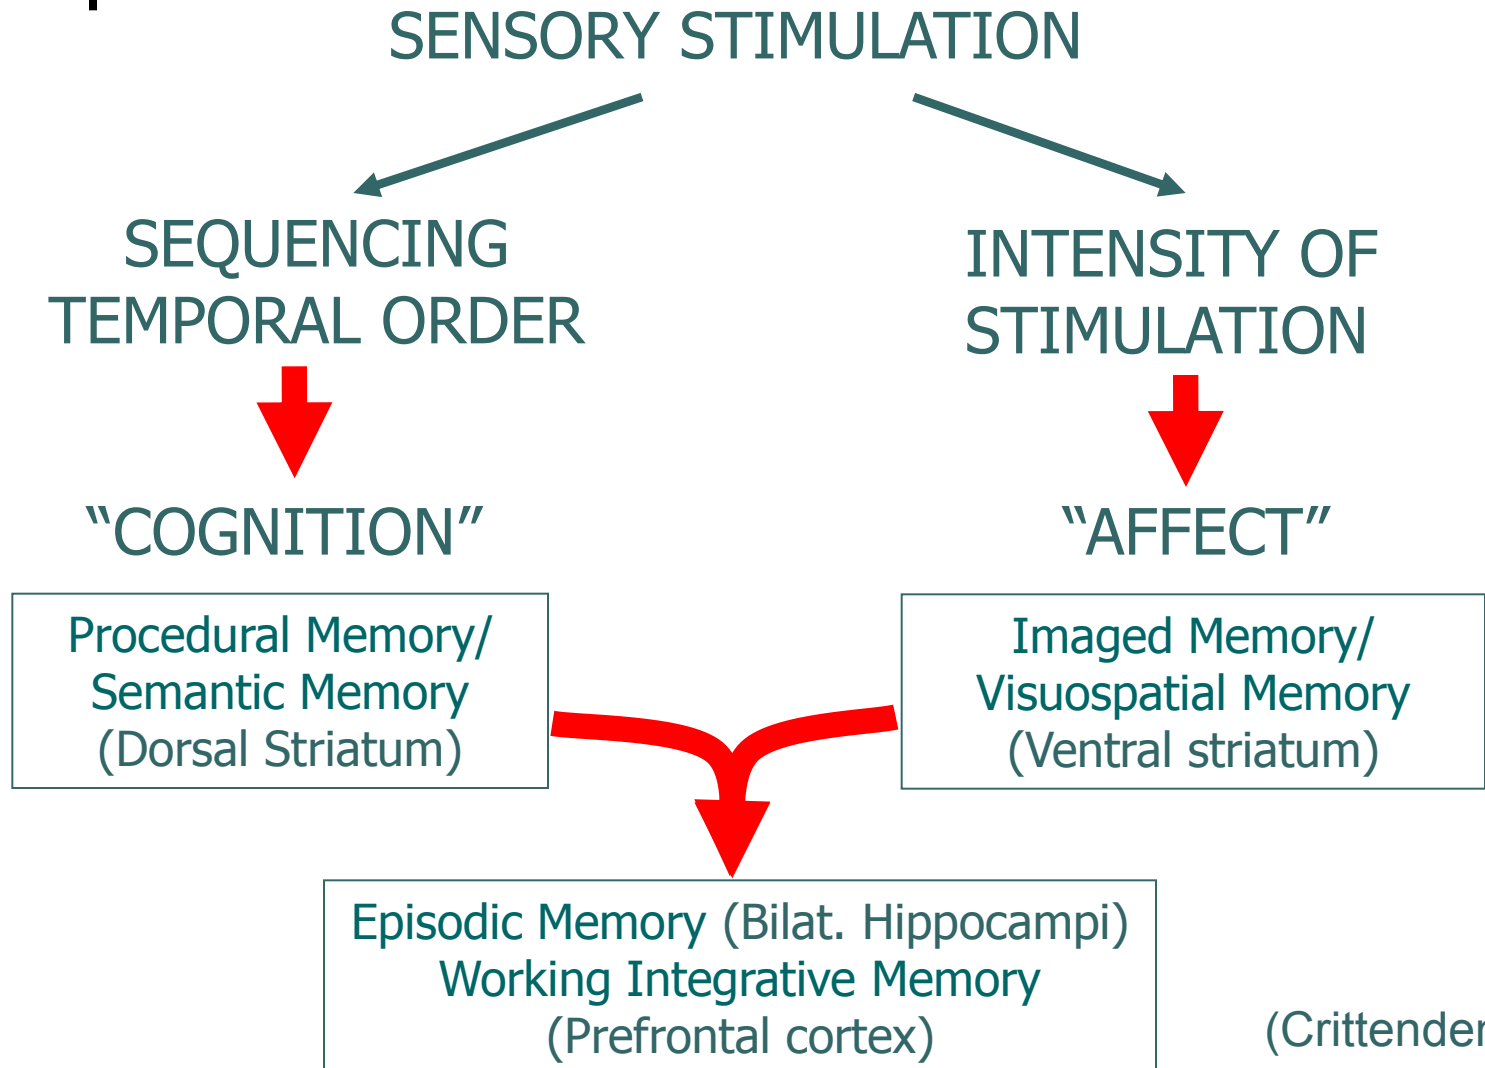 SENSORY STIMULATION
SEQUENCING
TEMPORAL ORDER
INTENSITY OF
STIMULATION
“COGNITION”
“AFFECT”
Procedural Memory/
Semantic Memory
(Dorsal Striatum)
Imaged Memory/
Visuospatial Memory
(Ventral striatum)
Episodic Memory (Bilat. Hippocampi)
Working Integrative Memory
(Prefrontal cortex)